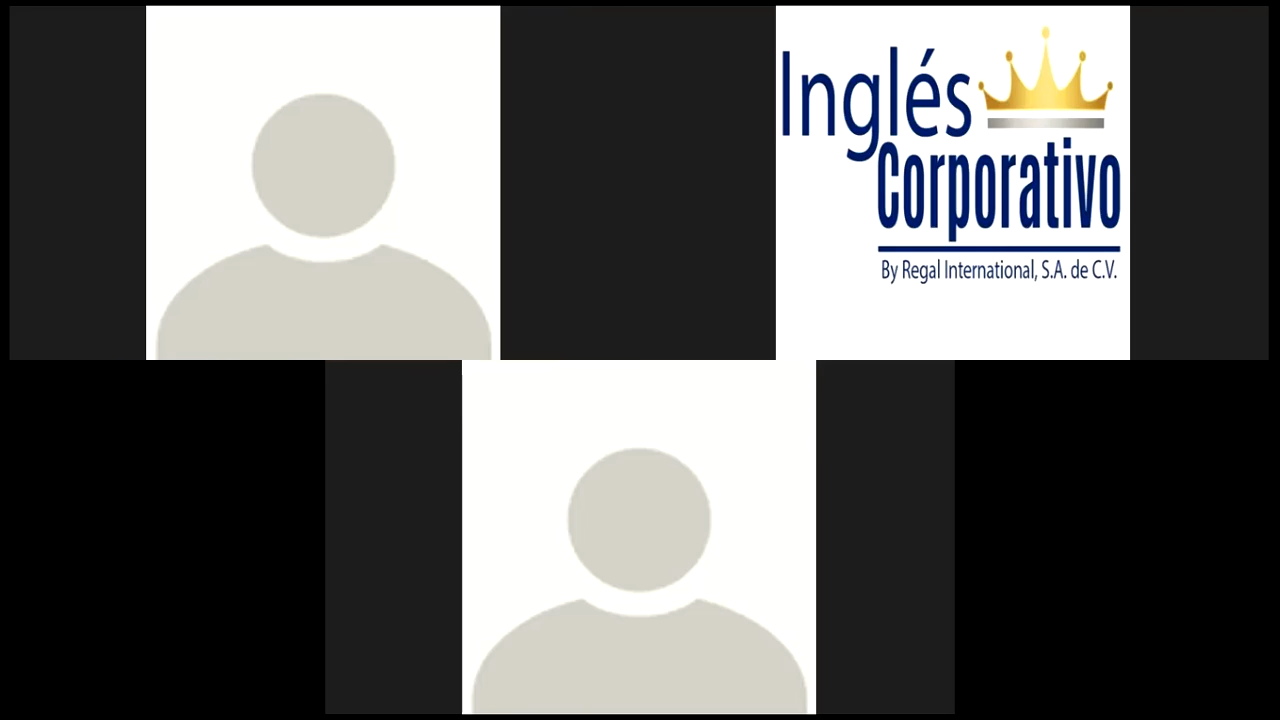 Inglés
Corporativo
By Regal International, S.A. de C.V.